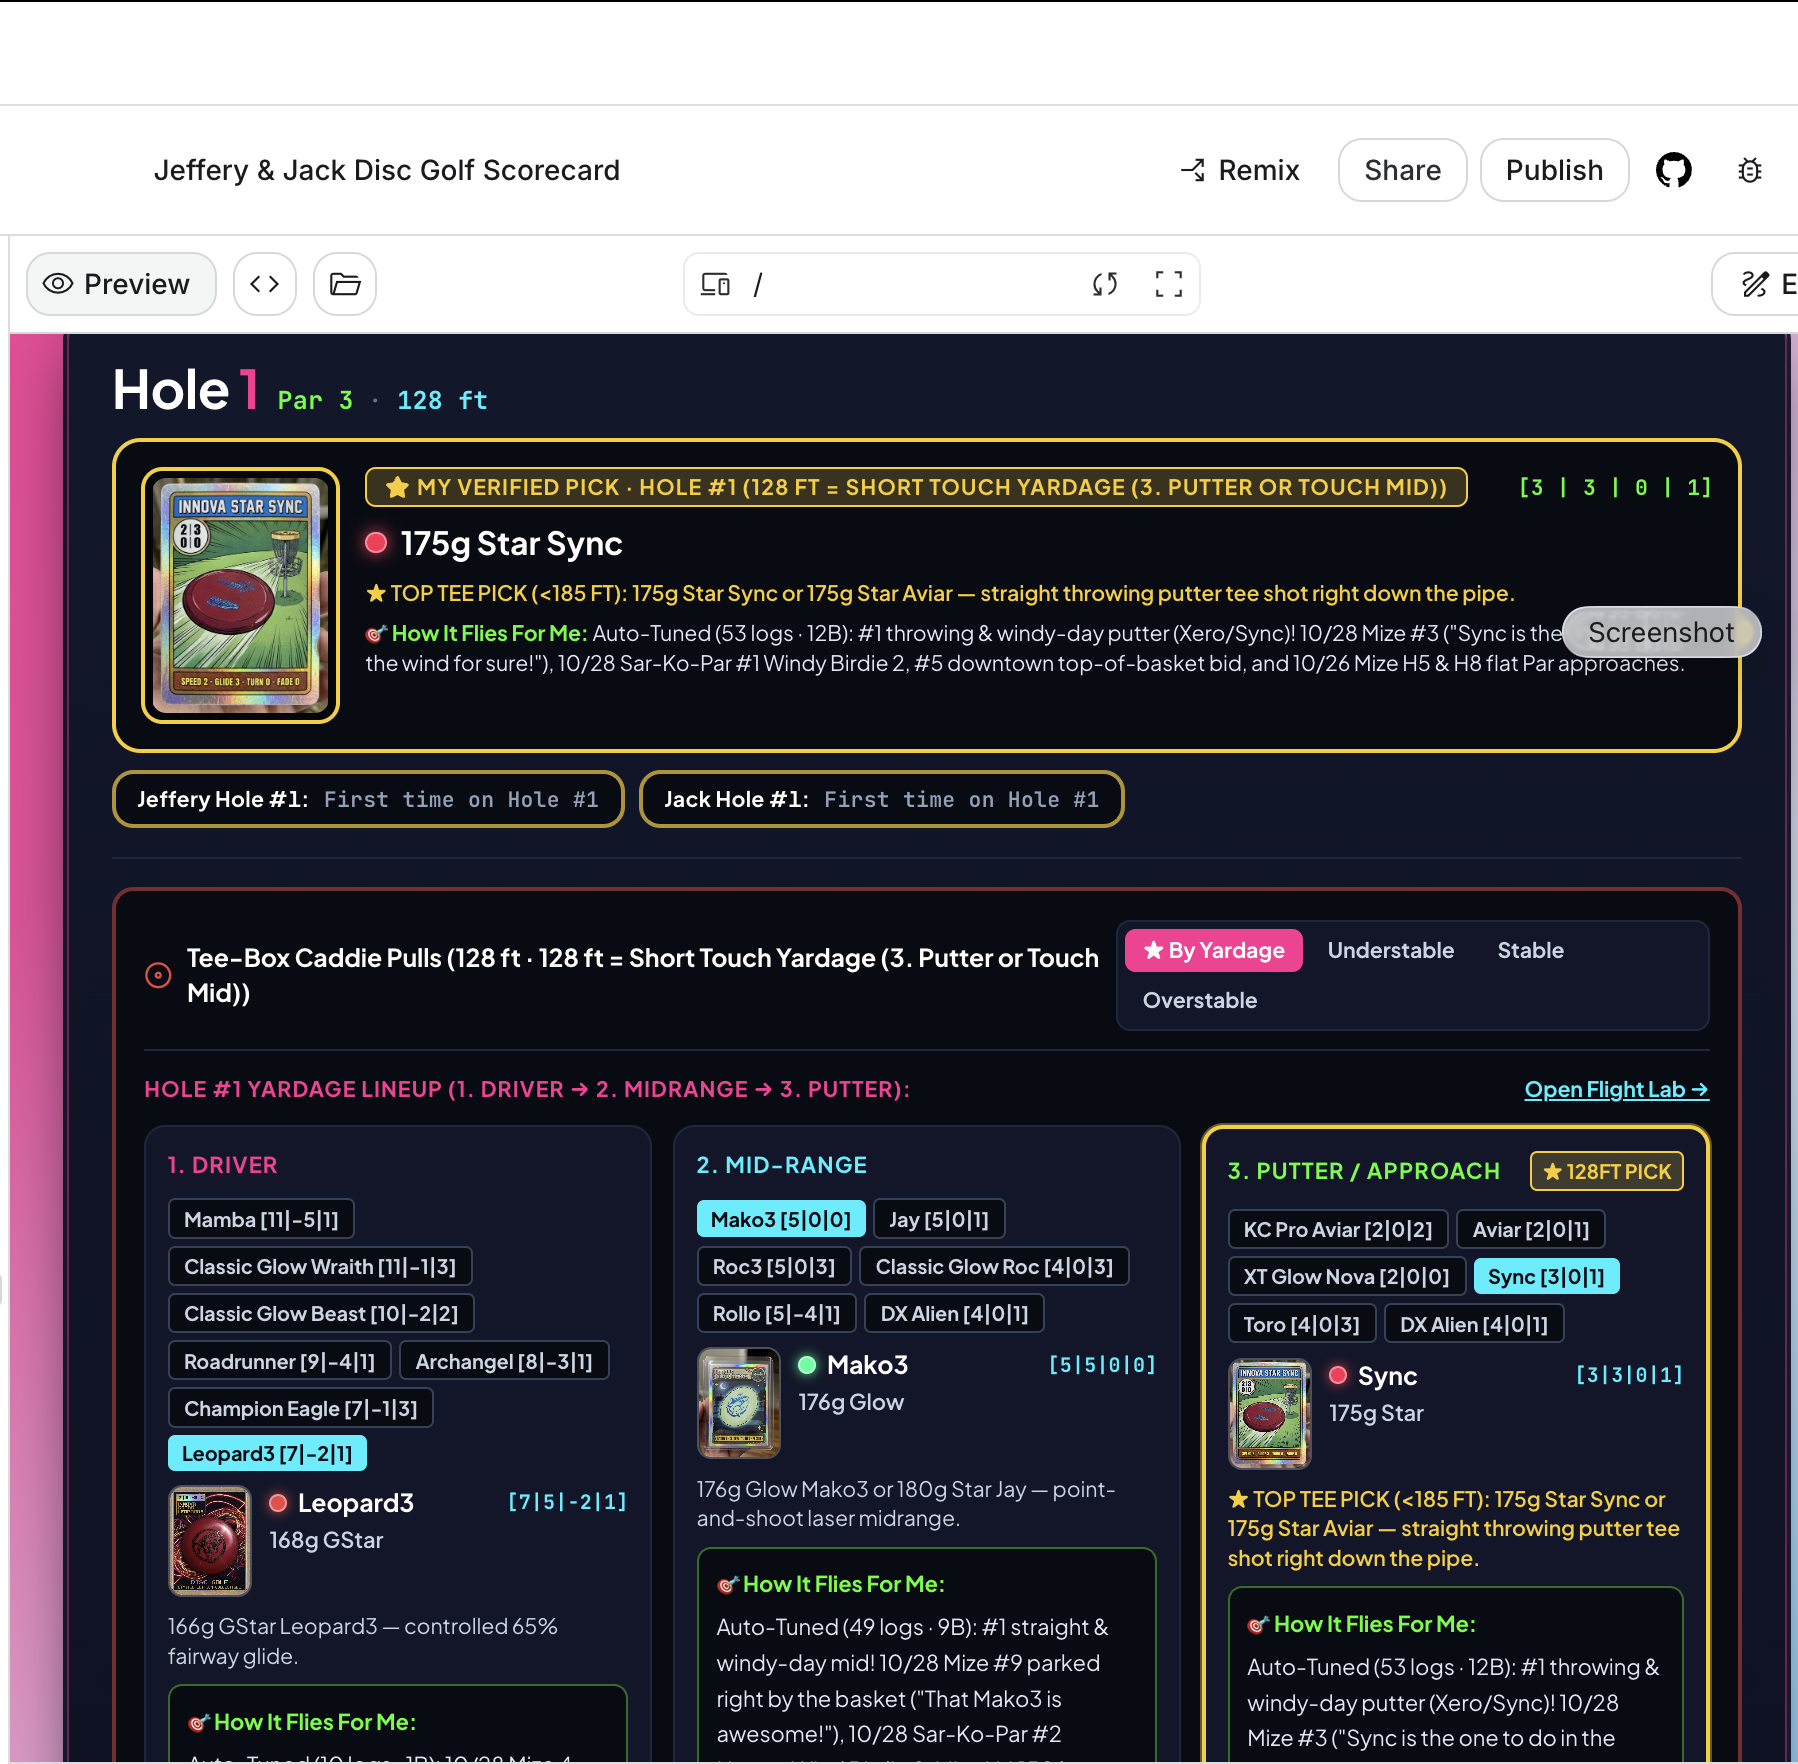 Jeffery & Jack Disc Golf Scorecard
Remix
Share
Publish
Preview
/
E
Hole 1 Par 3 · 128 ft
INNOVA STAR SYNC
2|3
0|0
SPEED 2 · GLIDE 3 · TURN 0 · FADE 0
⭐ MY VERIFIED PICK · HOLE #1 (128 FT = SHORT TOUCH YARDAGE (3. PUTTER OR TOUCH MID))
[3 | 3 | 0 | 1]
175g Star Sync
★ TOP TEE PICK (<185 FT): 175g Star Sync or 175g Star Aviar — straight throwing putter tee shot right down the pipe.
🎯 How It Flies For Me: Auto-Tuned (53 logs · 12B): #1 throwing & windy-day putter (Xero/Sync)! 10/28 Mize #3 ("Sync is the
Screenshot
the wind for sure!"), 10/28 Sar-Ko-Par #1 Windy Birdie 2, #5 downtown top-of-basket bid, and 10/26 Mize H5 & H8 flat Par approaches.
Jeffery Hole #1: First time on Hole #1
Jack Hole #1: First time on Hole #1
Tee-Box Caddie Pulls (128 ft · 128 ft = Short Touch Yardage (3. Putter or Touch
Mid))
★ By Yardage
Understable
Stable
Overstable
HOLE #1 YARDAGE LINEUP (1. DRIVER → 2. MIDRANGE → 3. PUTTER):
Open Flight Lab →
1. DRIVER
Mamba [11|-5|1]
Classic Glow Wraith [11|-1|3]
Classic Glow Beast [10|-2|2]
Roadrunner [9|-4|1]
Archangel [8|-3|1]
Champion Eagle [7|-1|3]
Leopard3 [7|-2|1]
Leopard3
[7|5|-2|1]
168g GStar
166g GStar Leopard3 — controlled 65%
fairway glide.
🎯 How It Flies For Me:
Auto-Tuned (10 logs · 1B): 10/28 Mize 4
2. MID-RANGE
Mako3 [5|0|0]
Jay [5|0|1]
Roc3 [5|0|3]
Classic Glow Roc [4|0|3]
Rollo [5|-4|1]
DX Alien [4|0|1]
Mako3
[5|5|0|0]
176g Glow
176g Glow Mako3 or 180g Star Jay — point-
and-shoot laser midrange.
🎯 How It Flies For Me:
Auto-Tuned (49 logs · 9B): #1 straight &
windy-day mid! 10/28 Mize #9 parked
right by the basket ("That Mako3 is
awesome!"), 10/28 Sar-Ko-Par #2
3. PUTTER / APPROACH
★ 128FT PICK
KC Pro Aviar [2|0|2]
Aviar [2|0|1]
XT Glow Nova [2|0|0]
Sync [3|0|1]
Toro [4|0|3]
DX Alien [4|0|1]
INNOVA STAR SYNC
Sync
[3|3|0|1]
175g Star
★ TOP TEE PICK (<185 FT): 175g Star Sync or
175g Star Aviar — straight throwing putter tee
shot right down the pipe.
🎯 How It Flies For Me:
Auto-Tuned (53 logs · 12B): #1 throwing &
windy-day putter (Xero/Sync)! 10/28
Mize #3 ("Sync is the one to do in the